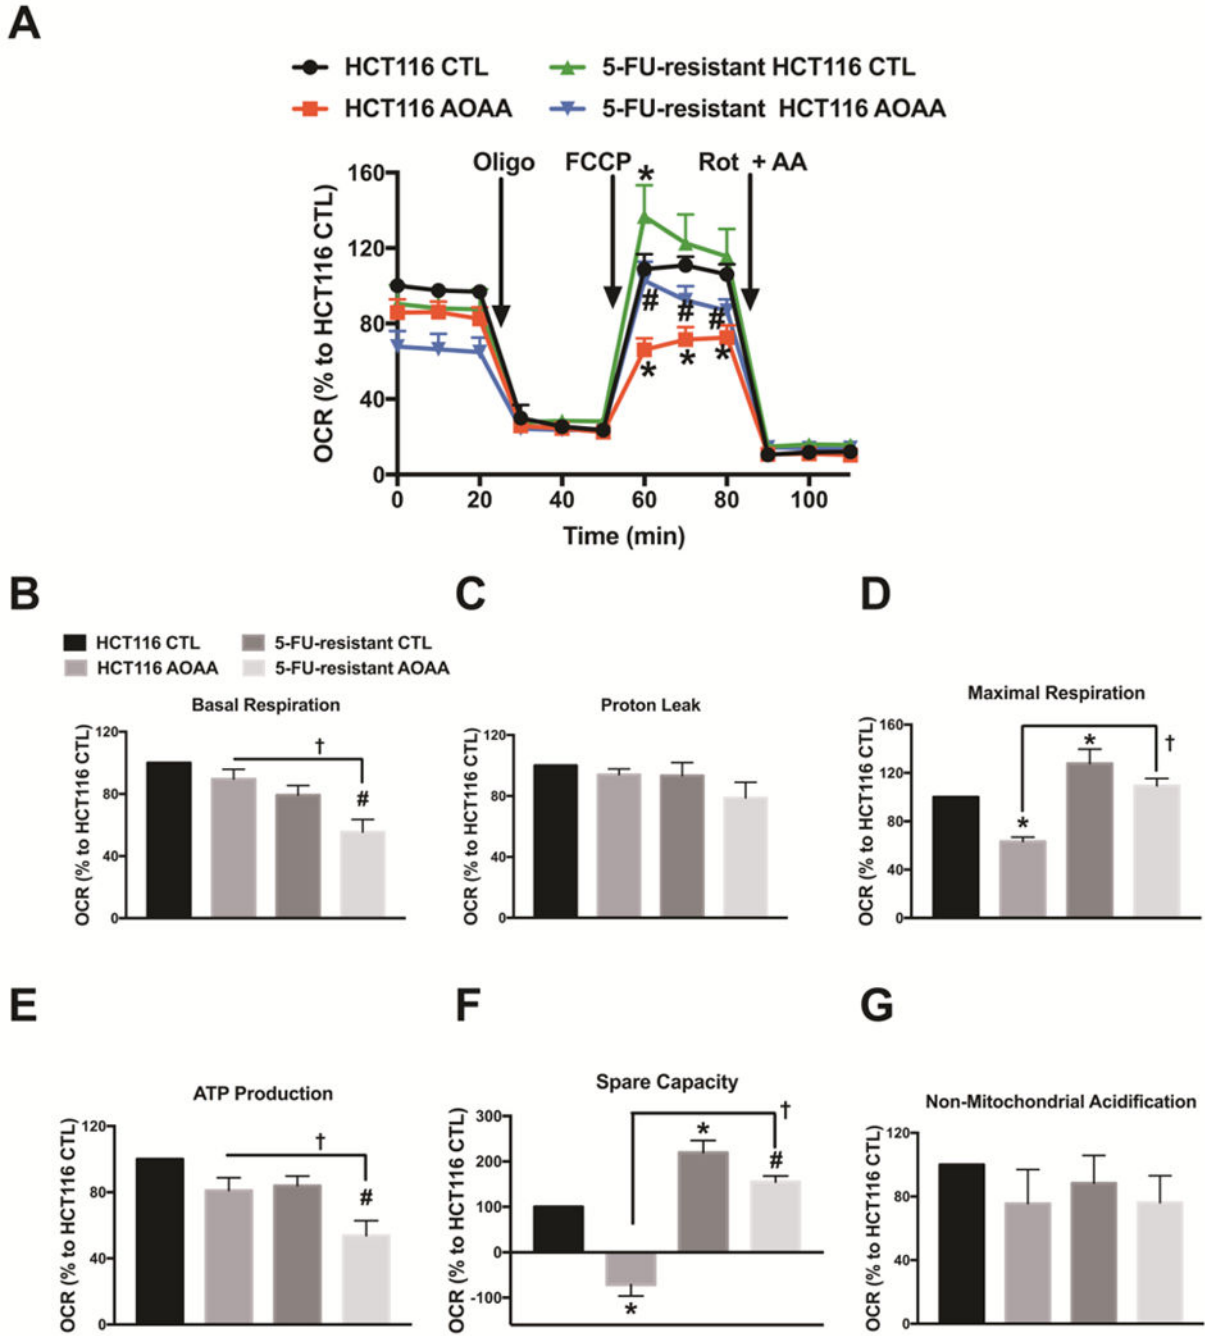 A
HCT116 CTL
5-FU-resistant HCT116 CTL
HCT116 AOAA
5-FU-resistant HCT116 AOAA
Oligo
FCCP
Rot + AA
OCR (% to HCT116 CTL)
160
120
80
40
0
*
#
#
#
*
*
*
0 20 40 60 80 100
Time (min)
B
HCT116 CTL
5-FU-resistant CTL
HCT116 AOAA
5-FU-resistant AOAA
Basal Respiration
OCR (% to HCT116 CTL)
120
80
40
0
†
#
C
Proton Leak
OCR (% to HCT116 CTL)
120
80
40
0
D
Maximal Respiration
OCR (% to HCT116 CTL)
160
120
80
40
0
*
*
†
E
ATP Production
OCR (% to HCT116 CTL)
120
80
40
0
†
#
F
Spare Capacity
OCR (% to HCT116 CTL)
300
200
100
0
-100
*
*
#
†
G
Non-Mitochondrial Acidification
OCR (% to HCT116 CTL)
120
80
40
0